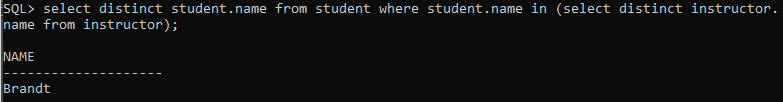 SQL> select distinct student.name from student where student.name in (select distinct instructor.
name from instructor);
NAME
--------------------
Brandt